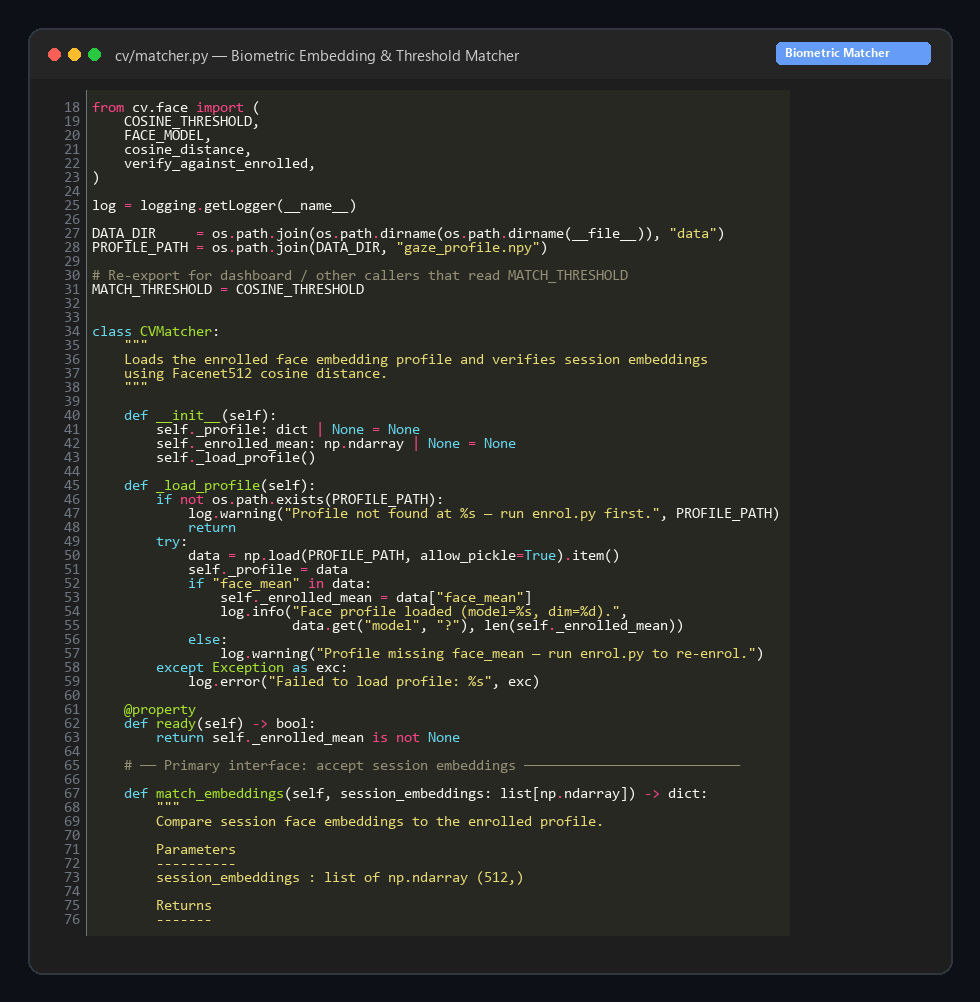 cv/matcher.py — Biometric Embedding & Threshold Matcher
Biometric Matcher
18 from cv.face import (
19     COSINE_THRESHOLD,
20     FACE_MODEL,
21     cosine_distance,
22     verify_against_enrolled,
23 )
24
25 log = logging.getLogger(__name__)
26
27 DATA_DIR     = os.path.join(os.path.dirname(os.path.dirname(__file__)), "data")
28 PROFILE_PATH = os.path.join(DATA_DIR, "gaze_profile.npy")
29
30 # Re-export for dashboard / other callers that read MATCH_THRESHOLD
31 MATCH_THRESHOLD = COSINE_THRESHOLD
32
33
34 class CVMatcher:
35     """
36     Loads the enrolled face embedding profile and verifies session embeddings
37     using Facenet512 cosine distance.
38     """
39
40     def __init__(self):
41         self._profile: dict | None = None
42         self._enrolled_mean: np.ndarray | None = None
43         self._load_profile()
44
45     def _load_profile(self):
46         if not os.path.exists(PROFILE_PATH):
47             log.warning("Profile not found at %s — run enrol.py first.", PROFILE_PATH)
48             return
49         try:
50             data = np.load(PROFILE_PATH, allow_pickle=True).item()
51             self._profile = data
52             if "face_mean" in data:
53                 self._enrolled_mean = data["face_mean"]
54                 log.info("Face profile loaded (model=%s, dim=%d).",
55                          data.get("model", "?"), len(self._enrolled_mean))
56             else:
57                 log.warning("Profile missing face_mean — run enrol.py to re-enrol.")
58         except Exception as exc:
59             log.error("Failed to load profile: %s", exc)
60
61     @property
62     def ready(self) -> bool:
63         return self._enrolled_mean is not None
64
65     # ── Primary interface: accept session embeddings ───────────────────────────
66
67     def match_embeddings(self, session_embeddings: list[np.ndarray]) -> dict:
68         """
69         Compare session face embeddings to the enrolled profile.
70
71         Parameters
72         ----------
73         session_embeddings : list of np.ndarray (512,)
74
75         Returns
76         -------